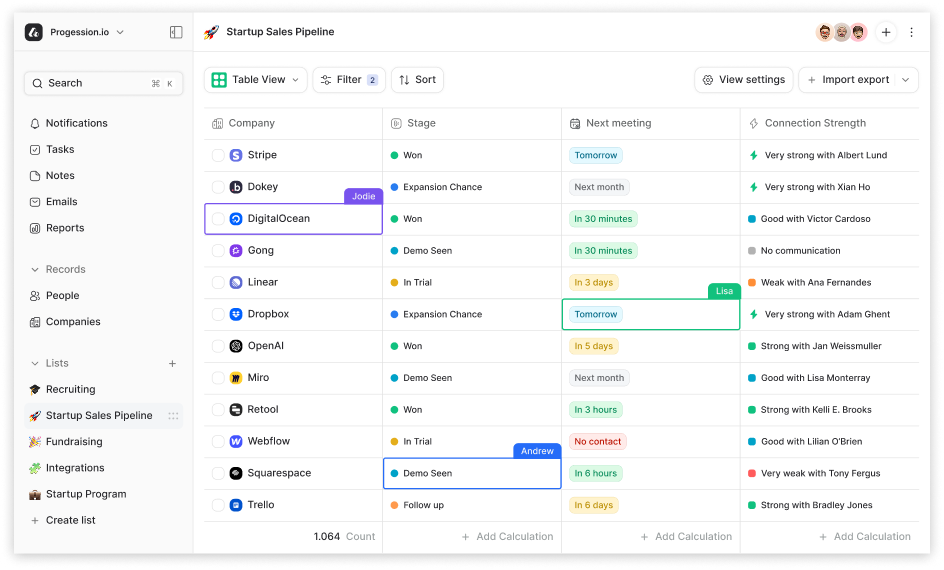 Progession.io
Startup Sales Pipeline
Search ⌘ K
Table View Filter 2 Sort View settings Import export
Notifications
Tasks
Notes
Emails
Reports
Records
People
Companies
Lists
Recruiting
Startup Sales Pipeline
Fundraising
Integrations
Startup Program
Create list
Company Stage Next meeting Connection Strength
Stripe Won Tomorrow Very strong with Albert Lund
Dokey Expansion Chance Next month Very strong with Xian Ho
Jodie
DigitalOcean Won In 30 minutes Good with Victor Cardoso
Gong Demo Seen In 30 minutes No communication
Linear In Trial In 3 days Weak with Ana Fernandes
Lisa
Dropbox Expansion Chance Tomorrow Very strong with Adam Ghent
OpenAI Won In 5 days Strong with Jan Weissmuller
Miro Demo Seen Next month Good with Lisa Monterray
Retool Won In 3 hours Strong with Kelli E. Brooks
Webflow In Trial No contact Good with Lilian O'Brien
Andrew
Squarespace Demo Seen In 6 hours Very weak with Tony Fergus
Trello Follow up In 6 days Strong with Bradley Jones
1.064 Count + Add Calculation + Add Calculation + Add Calculation